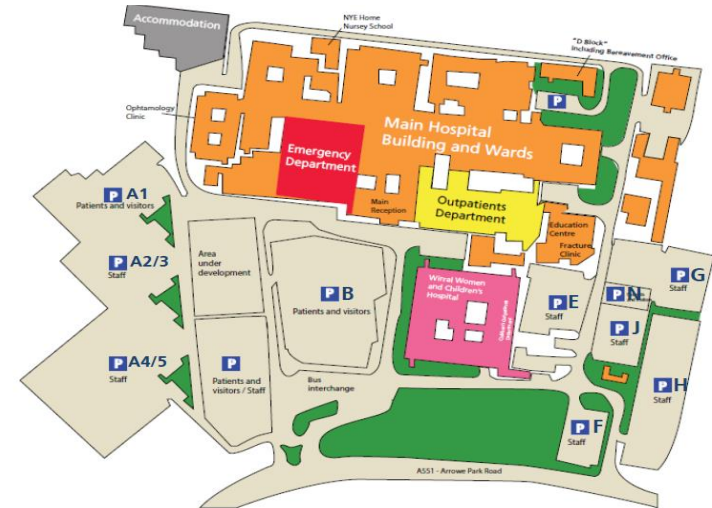 Accommodation
NYE Home
Nursey School
"D Block"
including Bereavement Office
Opthamology
Clinic
P
Main Hospital
Building and Wards
Emergency
Department
Main
Reception
Outpatients
Department
Education
Centre
Fracture
Clinic
P A1
Patients and visitors
P A2/3
Staff
Area
under
development
P B
Patients and visitors
Wirral Women
and Children's
Hospital
P E
Staff
P G
Staff
P N
P J
Staff
P A4/5
Staff
P
Patients and
visitors / Staff
Bus
Interchange
P H
Staff
P F
Staff
A551 - Arrowe Park Road